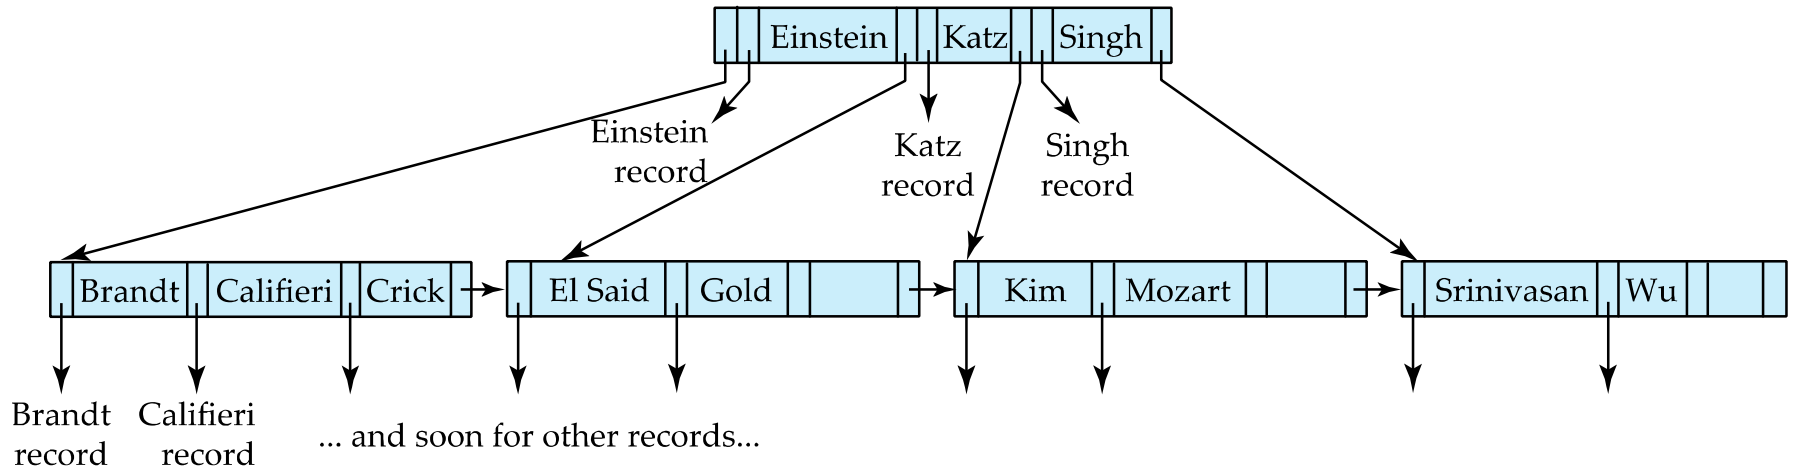 Einstein Katz Singh
Einstein
record
Katz
record
Singh
record
Brandt Califieri Crick El Said Gold Kim Mozart Srinivasan Wu
Brandt
record
Califieri
record
... and soon for other records...